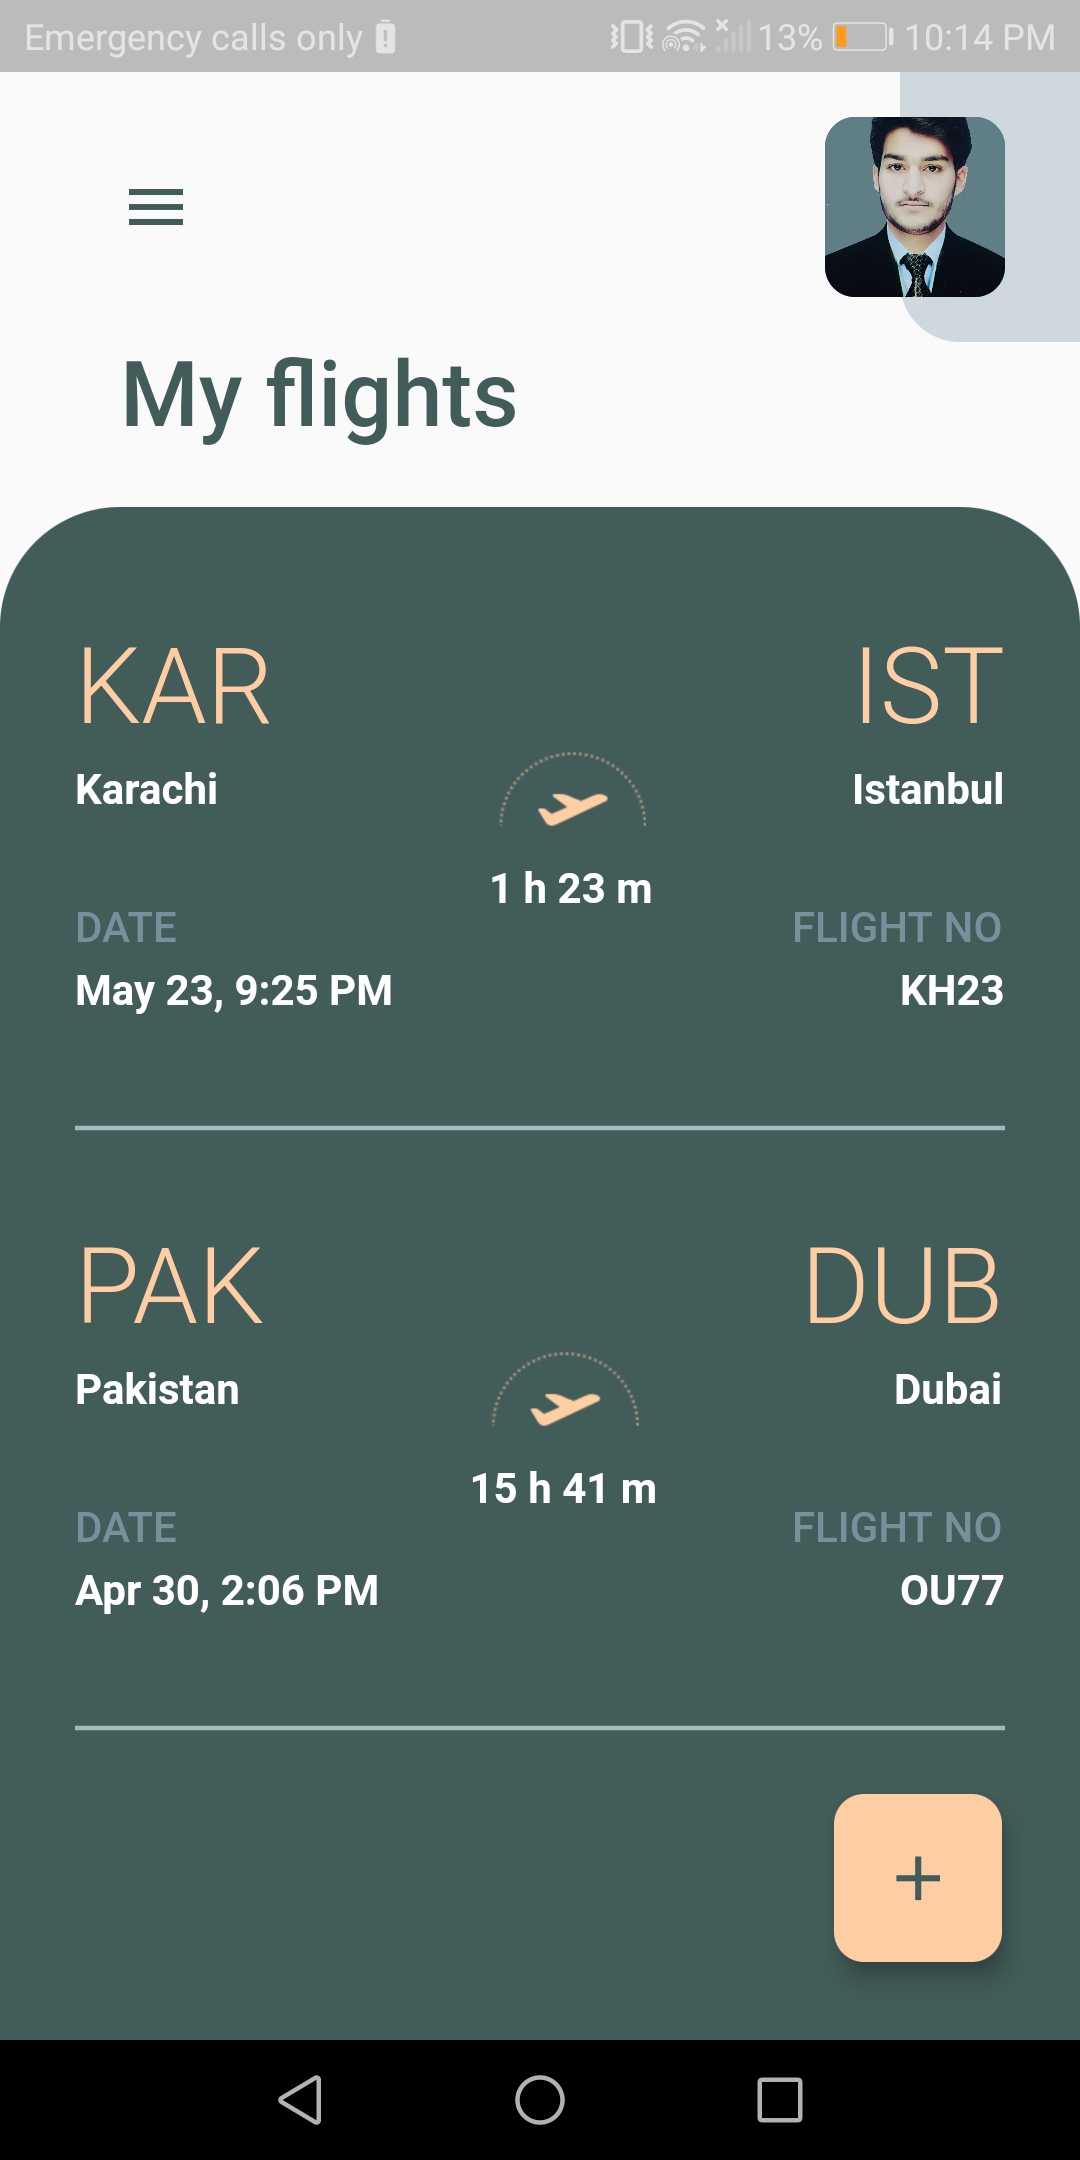 Emergency calls only 13% 10:14 PM
My flights
KAR IST
Karachi Istanbul
1 h 23 m
DATE FLIGHT NO
May 23, 9:25 PM KH23
PAK DUB
Pakistan Dubai
15 h 41 m
DATE FLIGHT NO
Apr 30, 2:06 PM OU77